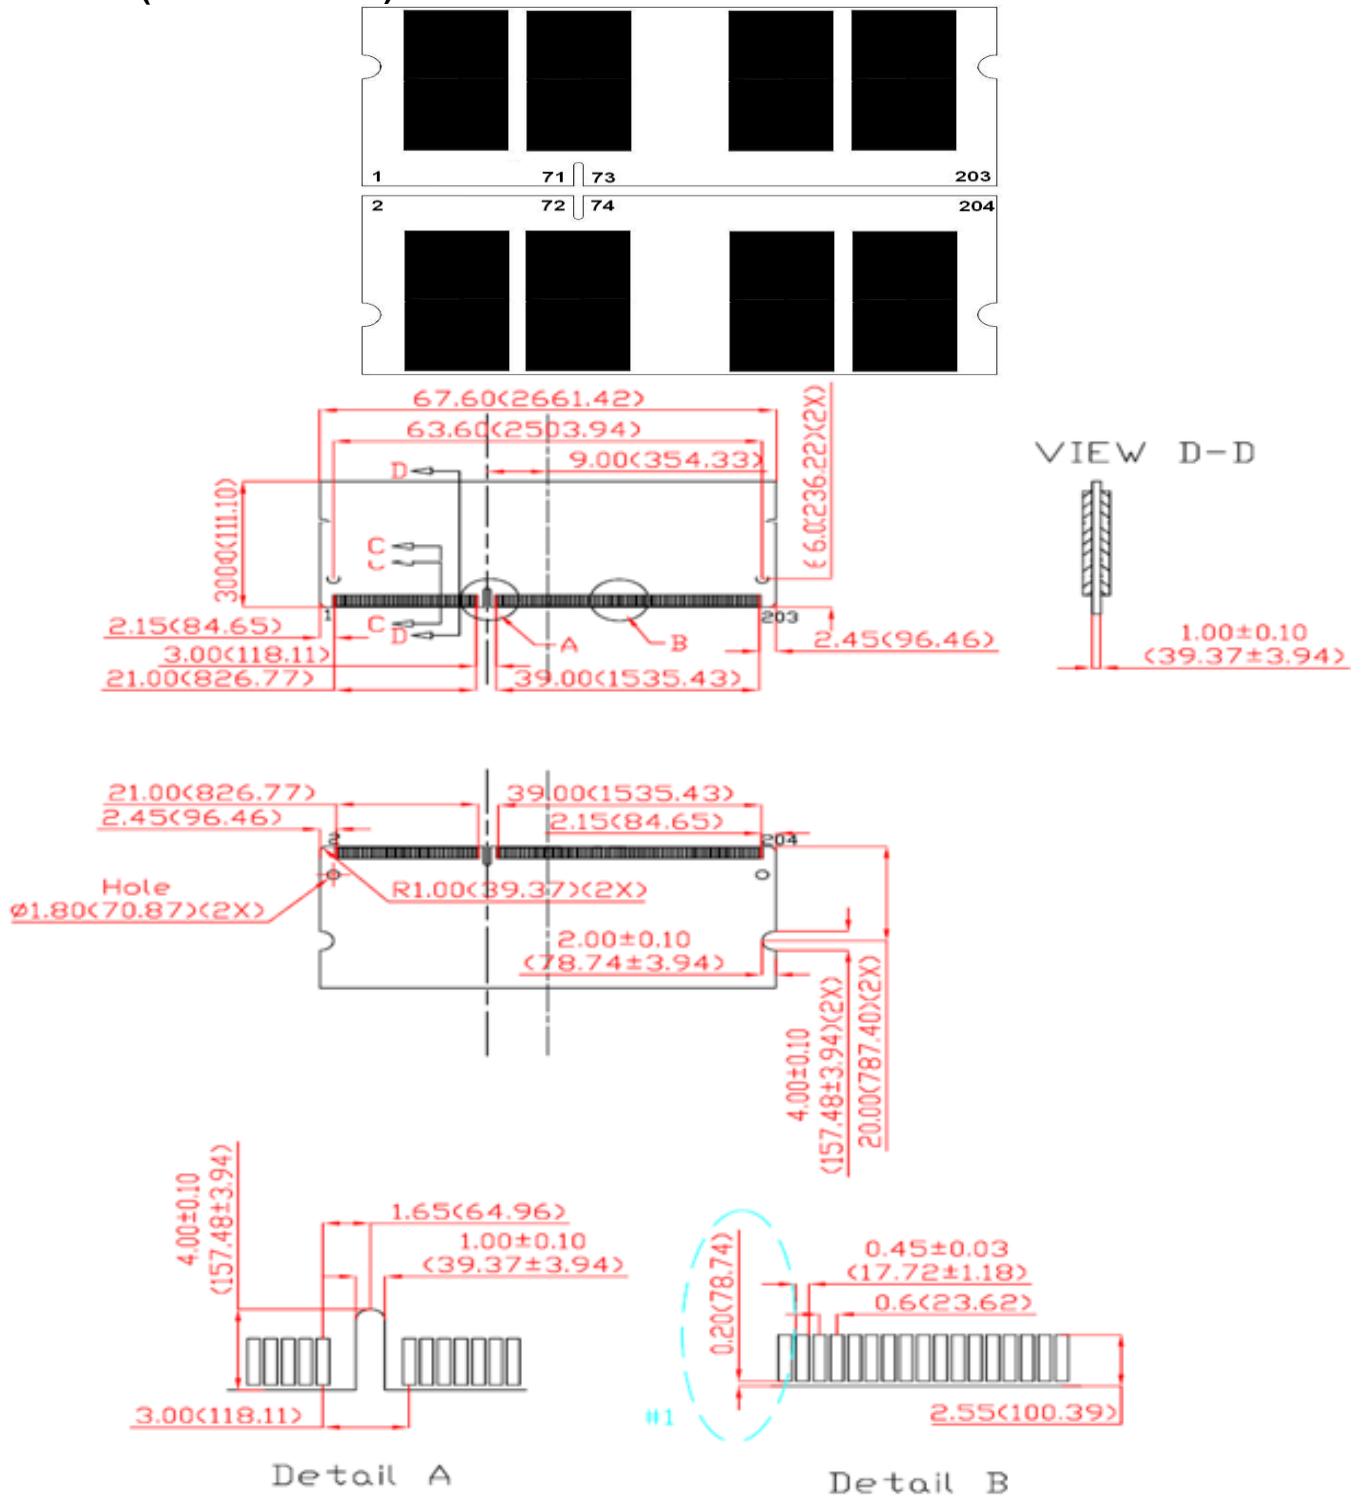 1 71 73 203
2 72 74 204
67.60(2661.42)
63.60(2503.94)
9.00(354.33)
6.0(236.22)(2X)
VIEW D-D
D
C
C
C
D
1
203
A
B
2.15(84.65)
2.45(96.46)
3.00(118.11)
21.00(826.77)
39.00(1535.43)
1.00±0.10
(39.37±3.94)
21.00(826.77)
39.00(1535.43)
2.45(96.46)
2.15(84.65)
2
204
Hole
Ø1.80(70.87)(2X)
R1.00(39.37)(2X)
2.00±0.10
(78.74±3.94)
4.00±0.10
(157.48±3.94)(2X)
20.00(787.40)(2X)
4.00±0.10
(157.48±3.94)
1.65(64.96)
1.00±0.10
(39.37±3.94)
3.00(118.11)
Detail A
0.20(78.74)
0.45±0.03
(17.72±1.18)
0.6(23.62)
2.55(100.39)
#1
Detail B